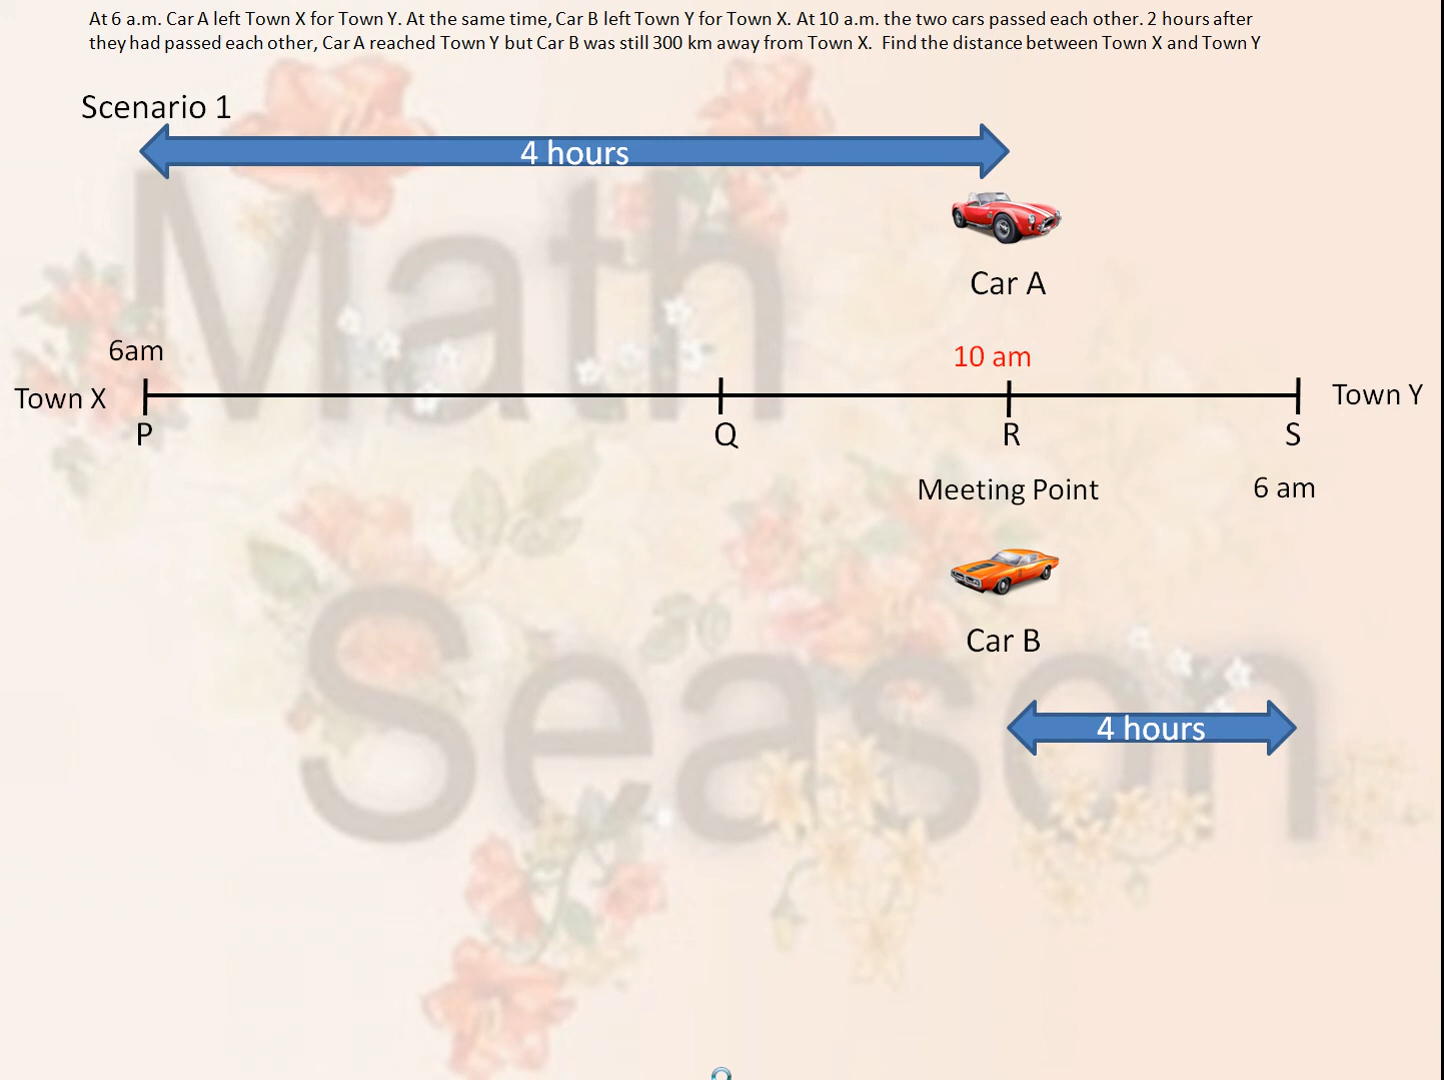 At 6 a.m. Car A left Town X for Town Y. At the same time, Car B left Town Y for Town X. At 10 a.m. the two cars passed each other. 2 hours after
they had passed each other, Car A reached Town Y but Car B was still 300 km away from Town X.  Find the distance between Town X and Town Y
Scenario 1
4 hours
Car A
6am
10 am
Town X
Town Y
P
Q
R
S
Meeting Point
6 am
Car B
4 hours
Math
Season